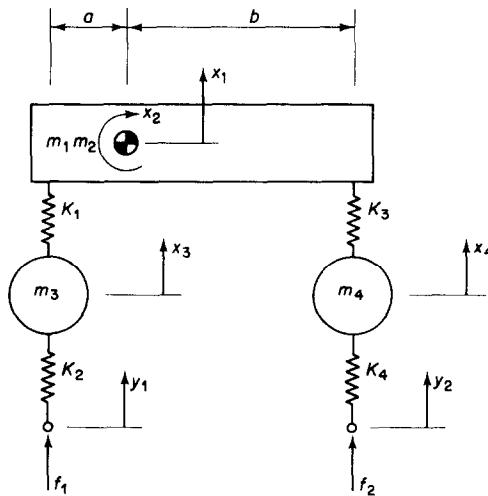 a b
x₁
x₂
m₁ m₂
K₁ K₃
x₃ x₄
m₃ m₄
K₂ K₄
y₁ y₂
f₁ f₂